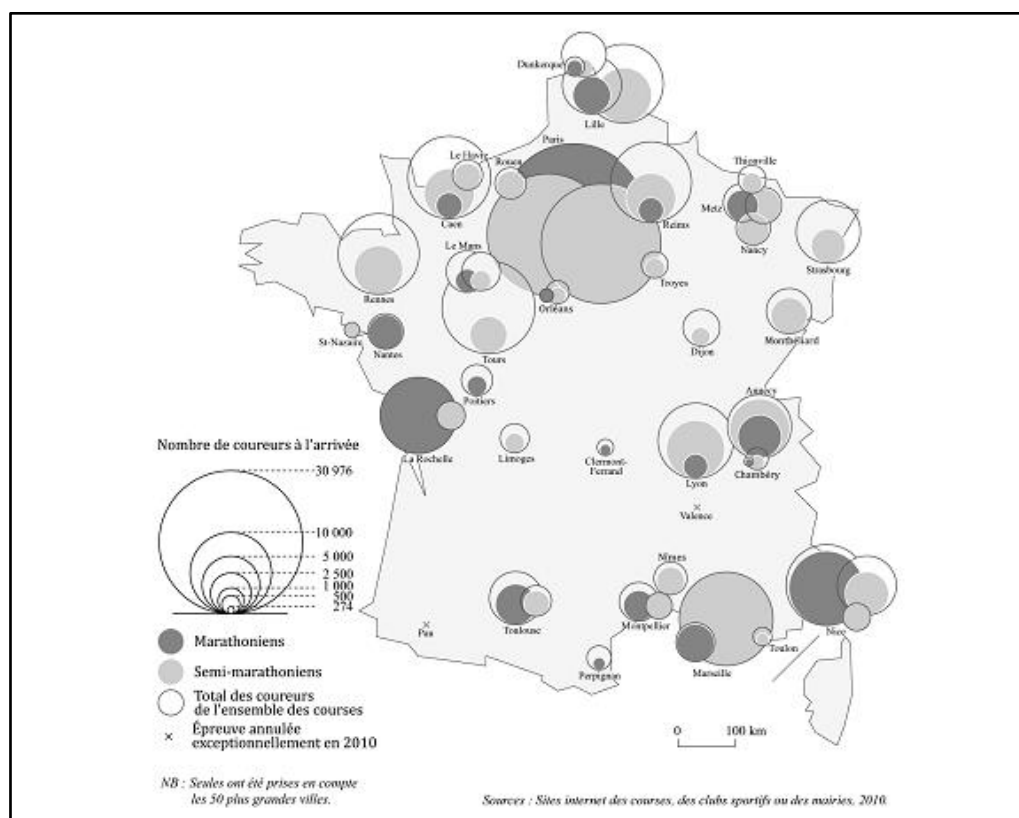 Dunkerque
Lille
Paris
Le Havre
Rouen
Thionville
Caen
Reims
Metz
Nancy
Strasbourg
Le Mans
Rennes
Troyes
Orléans
St-Nazaire
Nantes
Tours
Dijon
Montbéliard
Poitiers
Annecy
La Rochelle
Limoges
Clermont-
Ferrand
Lyon
Chambéry
Valence
Nombre de coureurs à l'arrivée
30 976
10 000
5 000
2 500
1 000
500
274
Nîmes
Pau
Toulouse
Montpellier
Nice
Toulon
Marseille
Perpignan
Marathoniens
Semi-marathoniens
Total des coureurs
de l'ensemble des courses
Épreuve annulée
exceptionnellement en 2010
0 100 km
NB : Seules ont été prises en compte
les 50 plus grandes villes.
Sources : Sites internet des courses, des clubs sportifs ou des mairies, 2010.